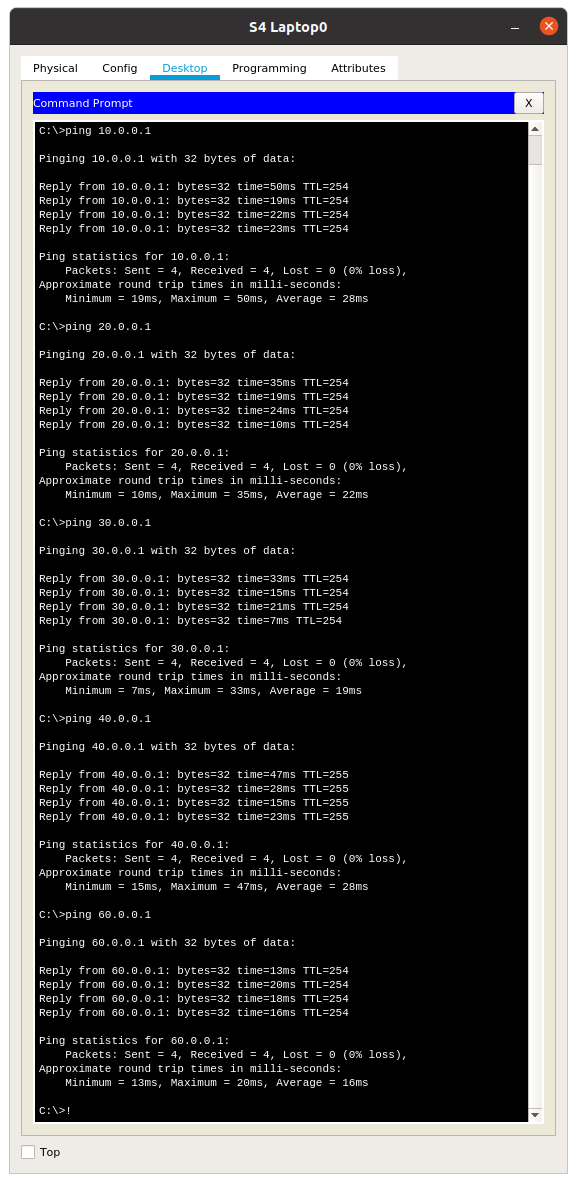 S4 Laptop0
Physical Config Desktop Programming Attributes
Command Prompt X
C:\>ping 10.0.0.1
Pinging 10.0.0.1 with 32 bytes of data:
Reply from 10.0.0.1: bytes=32 time=50ms TTL=254
Reply from 10.0.0.1: bytes=32 time=19ms TTL=254
Reply from 10.0.0.1: bytes=32 time=22ms TTL=254
Reply from 10.0.0.1: bytes=32 time=23ms TTL=254
Ping statistics for 10.0.0.1:
    Packets: Sent = 4, Received = 4, Lost = 0 (0% loss),
Approximate round trip times in milli-seconds:
    Minimum = 19ms, Maximum = 50ms, Average = 28ms
C:\>ping 20.0.0.1
Pinging 20.0.0.1 with 32 bytes of data:
Reply from 20.0.0.1: bytes=32 time=35ms TTL=254
Reply from 20.0.0.1: bytes=32 time=19ms TTL=254
Reply from 20.0.0.1: bytes=32 time=24ms TTL=254
Reply from 20.0.0.1: bytes=32 time=10ms TTL=254
Ping statistics for 20.0.0.1:
    Packets: Sent = 4, Received = 4, Lost = 0 (0% loss),
Approximate round trip times in milli-seconds:
    Minimum = 10ms, Maximum = 35ms, Average = 22ms
C:\>ping 30.0.0.1
Pinging 30.0.0.1 with 32 bytes of data:
Reply from 30.0.0.1: bytes=32 time=33ms TTL=254
Reply from 30.0.0.1: bytes=32 time=15ms TTL=254
Reply from 30.0.0.1: bytes=32 time=21ms TTL=254
Reply from 30.0.0.1: bytes=32 time=7ms TTL=254
Ping statistics for 30.0.0.1:
    Packets: Sent = 4, Received = 4, Lost = 0 (0% loss),
Approximate round trip times in milli-seconds:
    Minimum = 7ms, Maximum = 33ms, Average = 19ms
C:\>ping 40.0.0.1
Pinging 40.0.0.1 with 32 bytes of data:
Reply from 40.0.0.1: bytes=32 time=47ms TTL=255
Reply from 40.0.0.1: bytes=32 time=28ms TTL=255
Reply from 40.0.0.1: bytes=32 time=15ms TTL=255
Reply from 40.0.0.1: bytes=32 time=23ms TTL=255
Ping statistics for 40.0.0.1:
    Packets: Sent = 4, Received = 4, Lost = 0 (0% loss),
Approximate round trip times in milli-seconds:
    Minimum = 15ms, Maximum = 47ms, Average = 28ms
C:\>ping 60.0.0.1
Pinging 60.0.0.1 with 32 bytes of data:
Reply from 60.0.0.1: bytes=32 time=13ms TTL=254
Reply from 60.0.0.1: bytes=32 time=20ms TTL=254
Reply from 60.0.0.1: bytes=32 time=18ms TTL=254
Reply from 60.0.0.1: bytes=32 time=16ms TTL=254
Ping statistics for 60.0.0.1:
    Packets: Sent = 4, Received = 4, Lost = 0 (0% loss),
Approximate round trip times in milli-seconds:
    Minimum = 13ms, Maximum = 20ms, Average = 16ms
C:\>!
Top